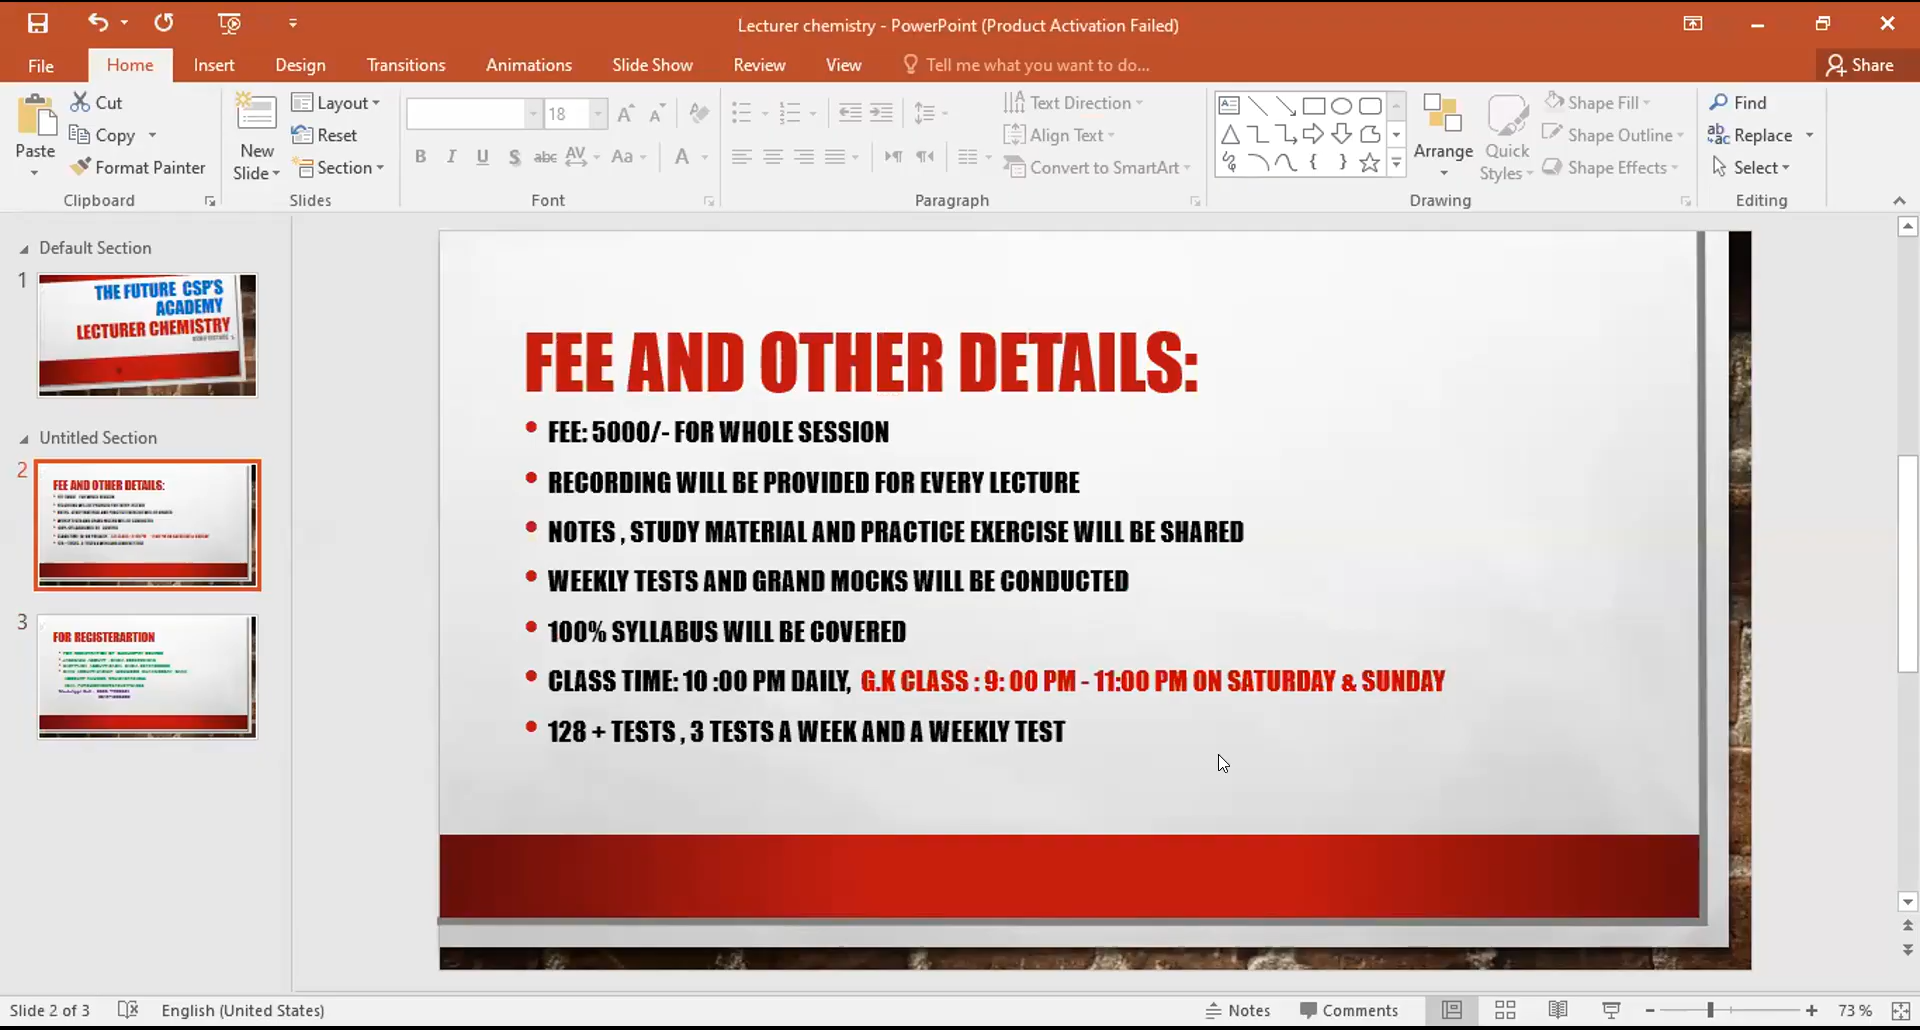 Lecturer chemistry - PowerPoint (Product Activation Failed)
File Home Insert Design Transitions Animations Slide Show Review View Tell me what you want to do... Share
Paste
Cut
Copy
Format Painter
Clipboard
New Slide
Layout
Reset
Section
Slides
18
B I U S abc AV Aa A
Font
Text Direction
Align Text
Convert to SmartArt
Paragraph
Arrange
Quick Styles
Shape Fill
Shape Outline
Shape Effects
Drawing
Find
Replace
Select
Editing
Default Section
1
THE FUTURE CSP'S
ACADEMY
LECTURER CHEMISTRY
Untitled Section
2
FEE AND OTHER DETAILS:
3
FOR REGISTERARTION
FEE AND OTHER DETAILS:
• FEE: 5000/- FOR WHOLE SESSION
• RECORDING WILL BE PROVIDED FOR EVERY LECTURE
• NOTES , STUDY MATERIAL AND PRACTICE EXERCISE WILL BE SHARED
• WEEKLY TESTS AND GRAND MOCKS WILL BE CONDUCTED
• 100% SYLLABUS WILL BE COVERED
• CLASS TIME: 10 :00 PM DAILY, G.K CLASS : 9: 00 PM - 11:00 PM ON SATURDAY & SUNDAY
• 128 + TESTS , 3 TESTS A WEEK AND A WEEKLY TEST
Slide 2 of 3 English (United States) Notes Comments 73 %